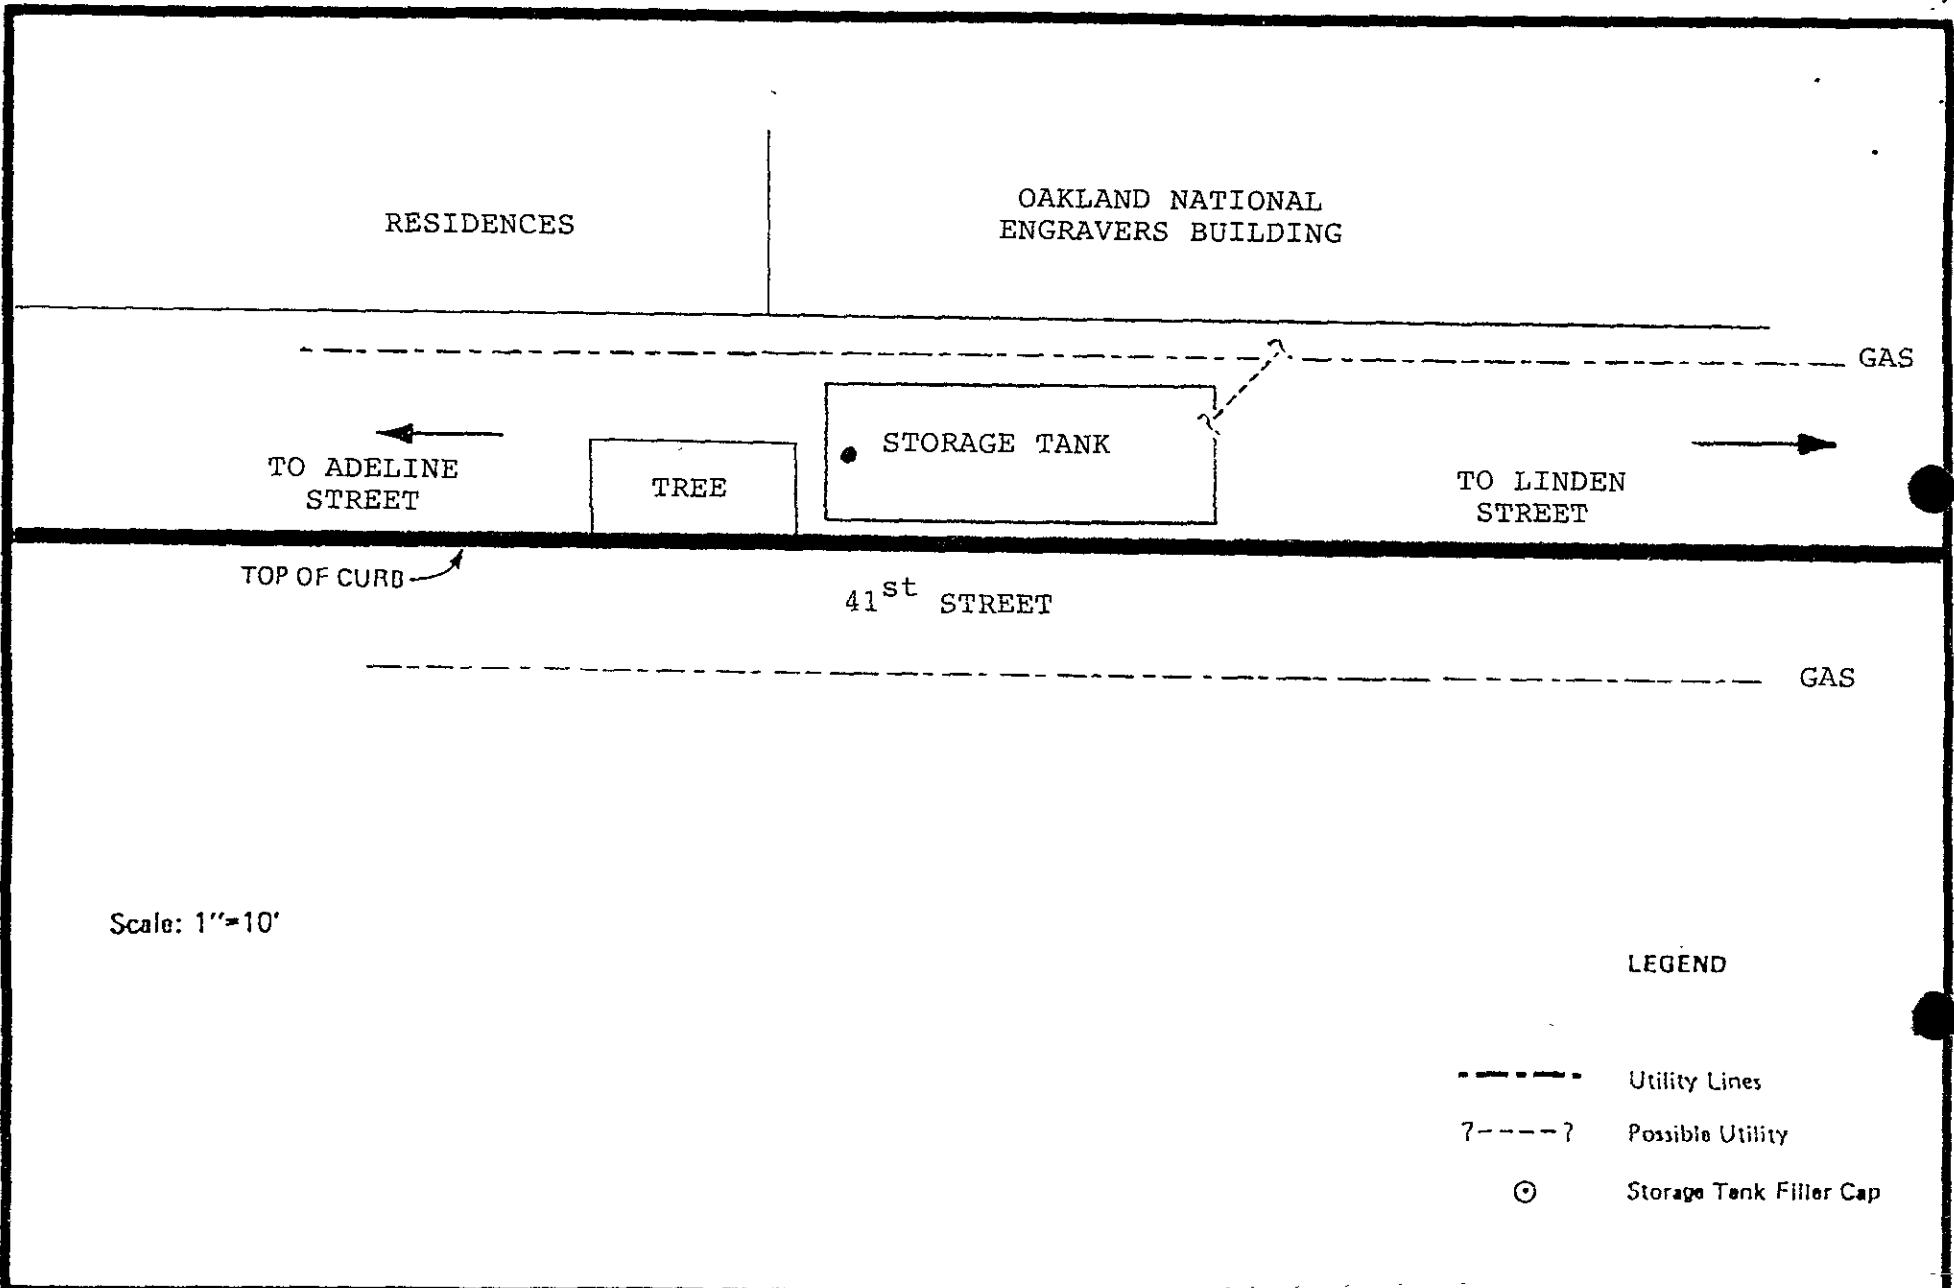 RESIDENCES
OAKLAND NATIONAL
ENGRAVERS BUILDING
GAS
STORAGE TANK
TO ADELINE
STREET
TREE
TO LINDEN
STREET
TOP OF CURB
41st STREET
GAS
Scale: 1"=10'
LEGEND
Utility Lines
?----? Possible Utility
Storage Tank Filler Cap